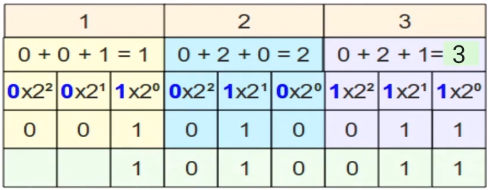 1 2 3
0 + 0 + 1 = 1 0 + 2 + 0 = 2 0 + 2 + 1= 3
0x2² 0x2¹ 1x2⁰ 0x2² 1x2¹ 0x2⁰ 1x2² 1x2¹ 1x2⁰
0 0 1 0 1 0 0 1 1
1 0 1 0 0 1 1